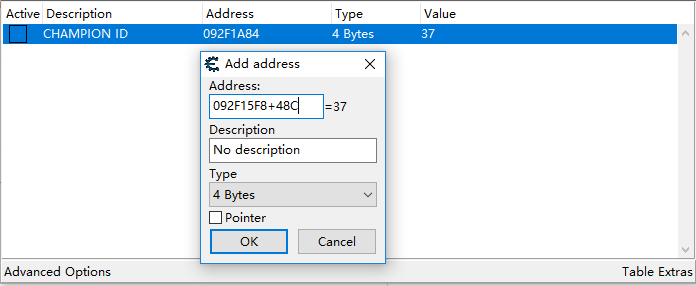 Active Description Address Type Value
CHAMPION ID 092F1A84 4 Bytes 37
Add address
Address:
092F15F8+48C =37
Description
No description
Type
4 Bytes
Pointer
OK Cancel
Advanced Options Table Extras